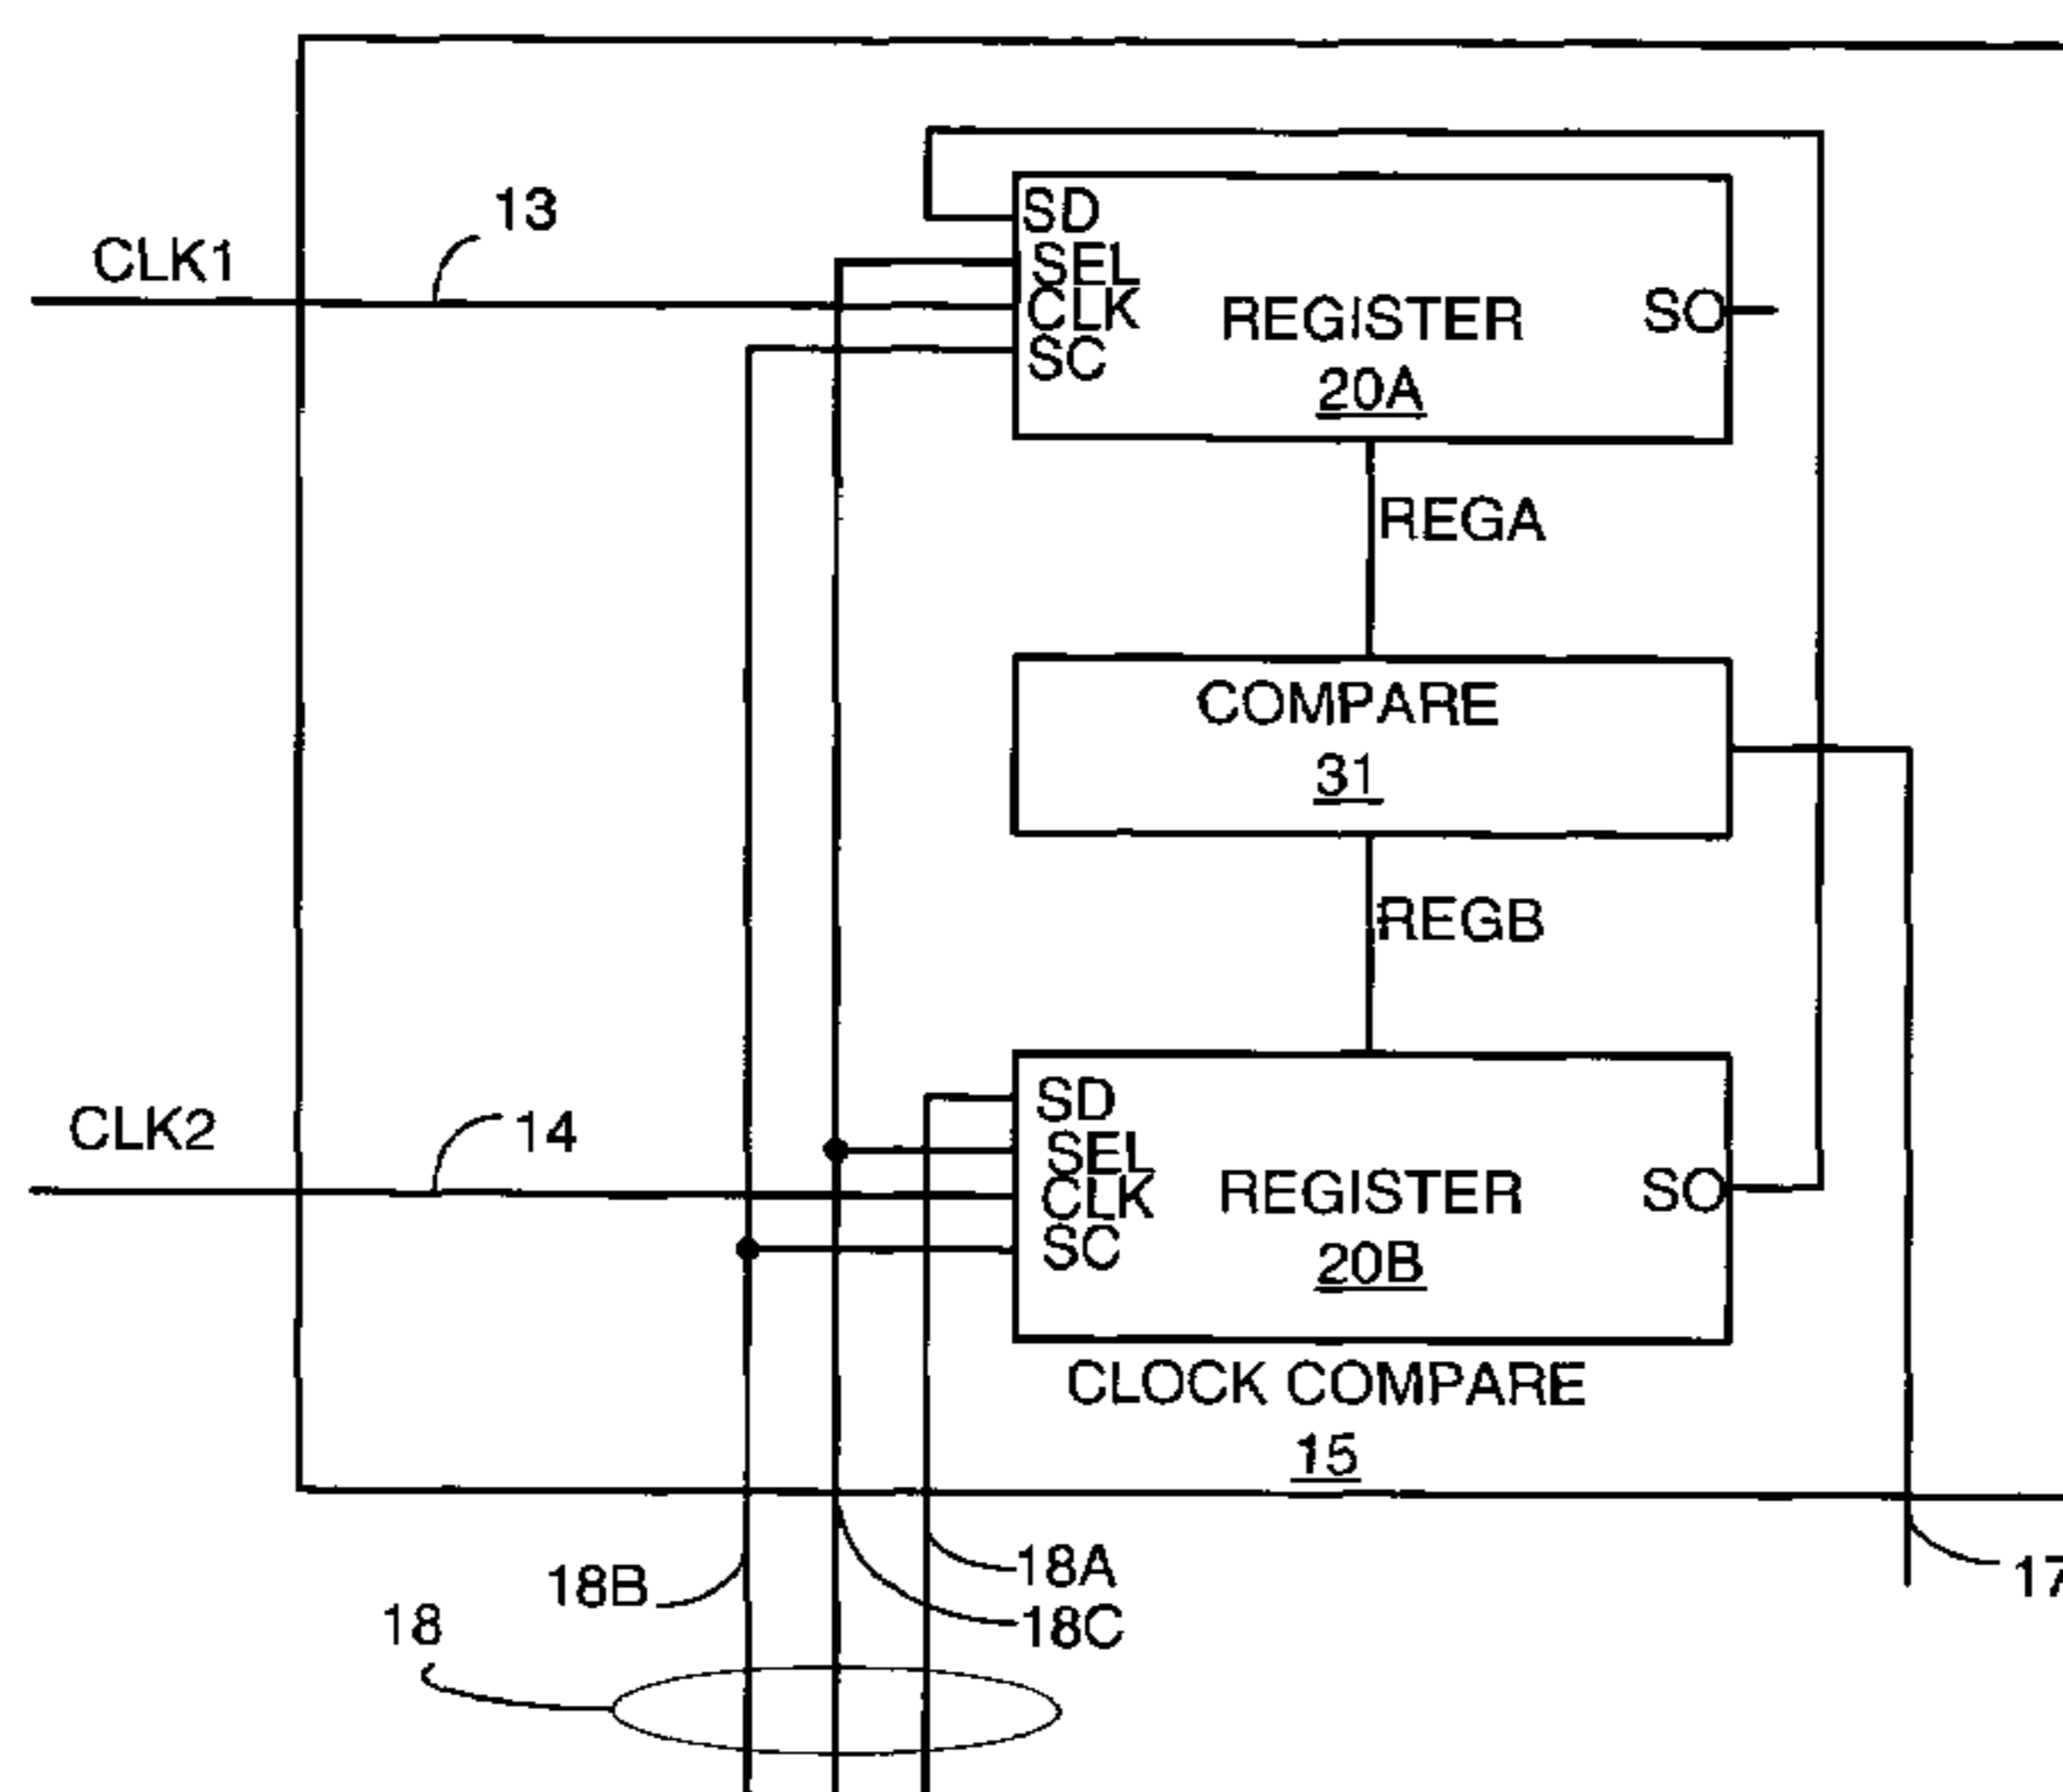 13
CLK1
SD
SEL
CLK
SC
REGISTER
20A
SO
REGA
COMPARE
31
REGB
CLK2
14
SD
SEL
CLK
SC
REGISTER
20B
SO
CLOCK COMPARE
15
18B
18A
18C
17
18